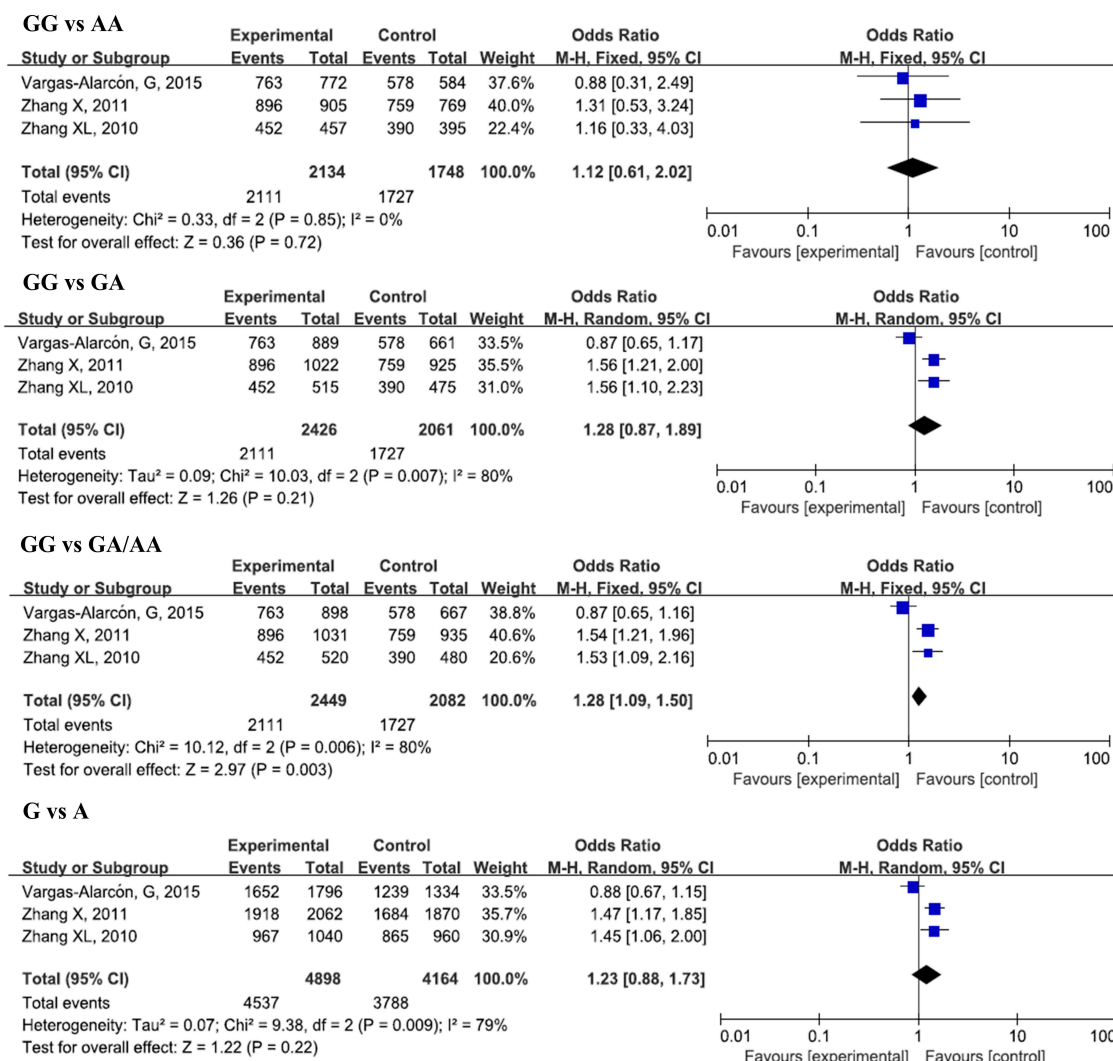 GG vs AA
Experimental Control Odds Ratio Odds Ratio
Study or Subgroup Events Total Events Total Weight M-H, Fixed, 95% CI M-H, Fixed, 95% CI
Vargas-Alarcón, G, 2015 763 772 578 584 37.6% 0.88 [0.31, 2.49]
Zhang X, 2011 896 905 759 769 40.0% 1.31 [0.53, 3.24]
Zhang XL, 2010 452 457 390 395 22.4% 1.16 [0.33, 4.03]
Total (95% CI) 2134 1748 100.0% 1.12 [0.61, 2.02]
Total events 2111 1727
Heterogeneity: Chi² = 0.33, df = 2 (P = 0.85); I² = 0%
Test for overall effect: Z = 0.36 (P = 0.72)
0.01 0.1 1 10 100
Favours [experimental] Favours [control]
GG vs GA
Experimental Control Odds Ratio Odds Ratio
Study or Subgroup Events Total Events Total Weight M-H, Random, 95% CI M-H, Random, 95% CI
Vargas-Alarcón, G, 2015 763 889 578 661 33.5% 0.87 [0.65, 1.17]
Zhang X, 2011 896 1022 759 925 35.5% 1.56 [1.21, 2.00]
Zhang XL, 2010 452 515 390 475 31.0% 1.56 [1.10, 2.23]
Total (95% CI) 2426 2061 100.0% 1.28 [0.87, 1.89]
Total events 2111 1727
Heterogeneity: Tau² = 0.09; Chi² = 10.03, df = 2 (P = 0.007); I² = 80%
Test for overall effect: Z = 1.26 (P = 0.21)
0.01 0.1 1 10 100
Favours [experimental] Favours [control]
GG vs GA/AA
Experimental Control Odds Ratio Odds Ratio
Study or Subgroup Events Total Events Total Weight M-H, Fixed, 95% CI M-H, Fixed, 95% CI
Vargas-Alarcón, G, 2015 763 898 578 667 38.8% 0.87 [0.65, 1.16]
Zhang X, 2011 896 1031 759 935 40.6% 1.54 [1.21, 1.96]
Zhang XL, 2010 452 520 390 480 20.6% 1.53 [1.09, 2.16]
Total (95% CI) 2449 2082 100.0% 1.28 [1.09, 1.50]
Total events 2111 1727
Heterogeneity: Chi² = 10.12, df = 2 (P = 0.006); I² = 80%
Test for overall effect: Z = 2.97 (P = 0.003)
0.01 0.1 1 10 100
Favours [experimental] Favours [control]
G vs A
Experimental Control Odds Ratio Odds Ratio
Study or Subgroup Events Total Events Total Weight M-H, Random, 95% CI M-H, Random, 95% CI
Vargas-Alarcón, G, 2015 1652 1796 1239 1334 33.5% 0.88 [0.67, 1.15]
Zhang X, 2011 1918 2062 1684 1870 35.7% 1.47 [1.17, 1.85]
Zhang XL, 2010 967 1040 865 960 30.9% 1.45 [1.06, 2.00]
Total (95% CI) 4898 4164 100.0% 1.23 [0.88, 1.73]
Total events 4537 3788
Heterogeneity: Tau² = 0.07; Chi² = 9.38, df = 2 (P = 0.009); I² = 79%
Test for overall effect: Z = 1.22 (P = 0.22)
0.01 0.1 1 10 100
Favours [experimental] Favours [control]